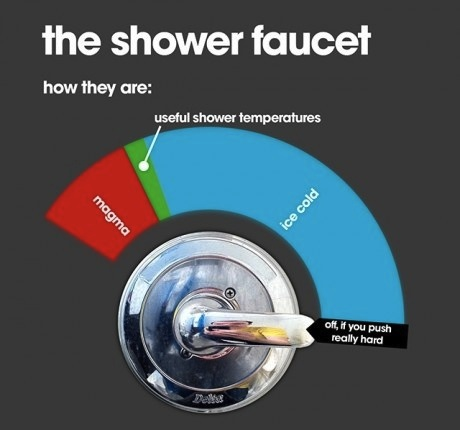 the shower faucet
how they are:
useful shower temperatures
magma
ice cold
off, if you push
really hard
Delta